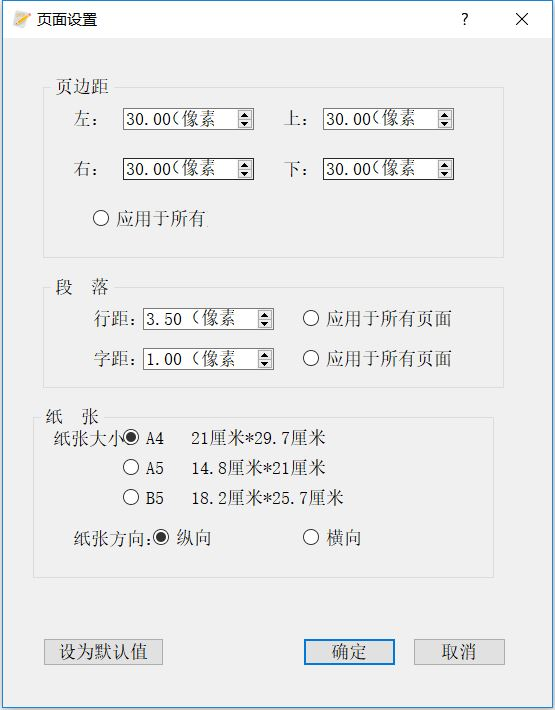 页面设置 ?
页边距
左: 30.00(像素 上: 30.00(像素
右: 30.00(像素 下: 30.00(像素
应用于所有
段 落
行距: 3.50 (像素 应用于所有页面
字距: 1.00 (像素 应用于所有页面
纸 张
纸张大小 A4 21厘米*29.7厘米
A5 14.8厘米*21厘米
B5 18.2厘米*25.7厘米
纸张方向: 纵向 横向
设为默认值 确定 取消